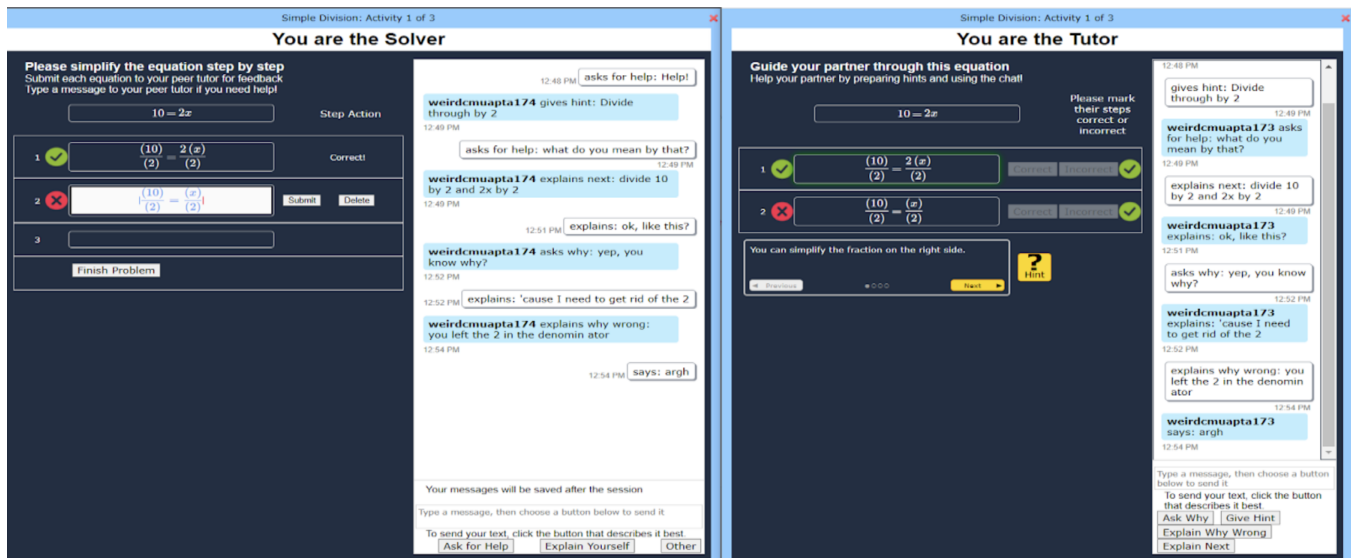 Simple Division: Activity 1 of 3
You are the Solver
Please simplify the equation step by step
Submit each equation to your peer tutor for feedback
Type a message to your peer tutor if you need help!
10 = 2x
Step Action
1
(10)/(2) = 2(x)/(2)
Correct!
2
(10)/(2) = (x)/(2)
Submit
Delete
3
Finish Problem
asks for help: Help!
12:48 PM
weirdcmuapta174 gives hint: Divide
through by 2
12:49 PM
asks for help: what do you mean by that?
12:49 PM
weirdcmuapta174 explains next: divide 10
by 2 and 2x by 2
12:49 PM
12:51 PM
explains: ok, like this?
weirdcmuapta174 asks why: yep, you
know why?
12:52 PM
12:52 PM
explains: 'cause I need to get rid of the 2
weirdcmuapta174 explains why wrong:
you left the 2 in the denomin ator
12:54 PM
12:54 PM
says: argh
Your messages will be saved after the session
Type a message, then choose a button below to send it
To send your text, click the button that describes it best.
Ask for Help
Explain Yourself
Other
Simple Division: Activity 1 of 3
You are the Tutor
Guide your partner through this equation
Help your partner by preparing hints and using the chat!
10 = 2x
Please mark
their steps
correct or
incorrect
1
(10)/(2) = 2(x)/(2)
Correct
Incorrect
2
(10)/(2) = (x)/(2)
Correct
Incorrect
You can simplify the fraction on the right side.
Previous
Next
?
Hint
12:48 PM
gives hint: Divide
through by 2
12:49 PM
weirdcmuapta173 asks
for help: what do you
mean by that?
12:49 PM
explains next: divide 10
by 2 and 2x by 2
12:49 PM
weirdcmuapta173
explains: ok, like this?
12:51 PM
asks why: yep, you know
why?
12:52 PM
weirdcmuapta173
explains: 'cause I need
to get rid of the 2
12:52 PM
explains why wrong: you
left the 2 in the denomin
ator
12:54 PM
weirdcmuapta173
says: argh
12:54 PM
Type a message, then choose a button
below to send it
To send your text, click the button
that describes it best.
Ask Why
Give Hint
Explain Why Wrong
Explain Next